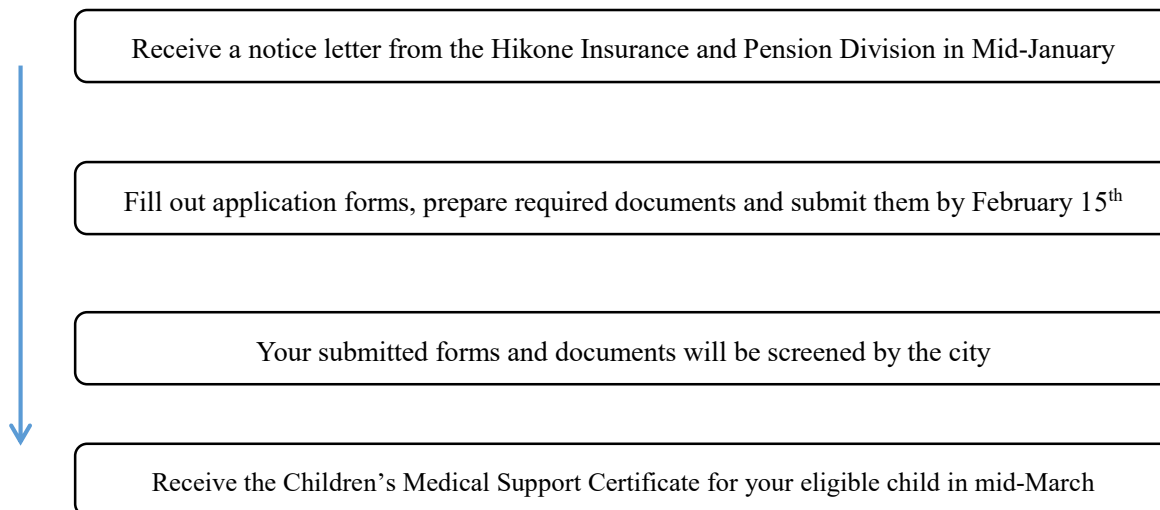 Receive a notice letter from the Hikone Insurance and Pension Division in Mid-January
Fill out application forms, prepare required documents and submit them by February 15th
Your submitted forms and documents will be screened by the city
Receive the Children’s Medical Support Certificate for your eligible child in mid-March